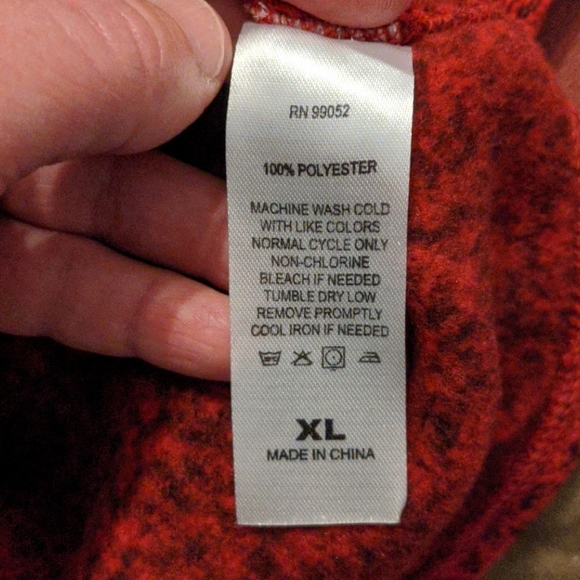 RN 99052
100% POLYESTER
MACHINE WASH COLD
WITH LIKE COLORS
NORMAL CYCLE ONLY
NON-CHLORINE
BLEACH IF NEEDED
TUMBLE DRY LOW
REMOVE PROMPTLY
COOL IRON IF NEEDED
XL
MADE IN CHINA